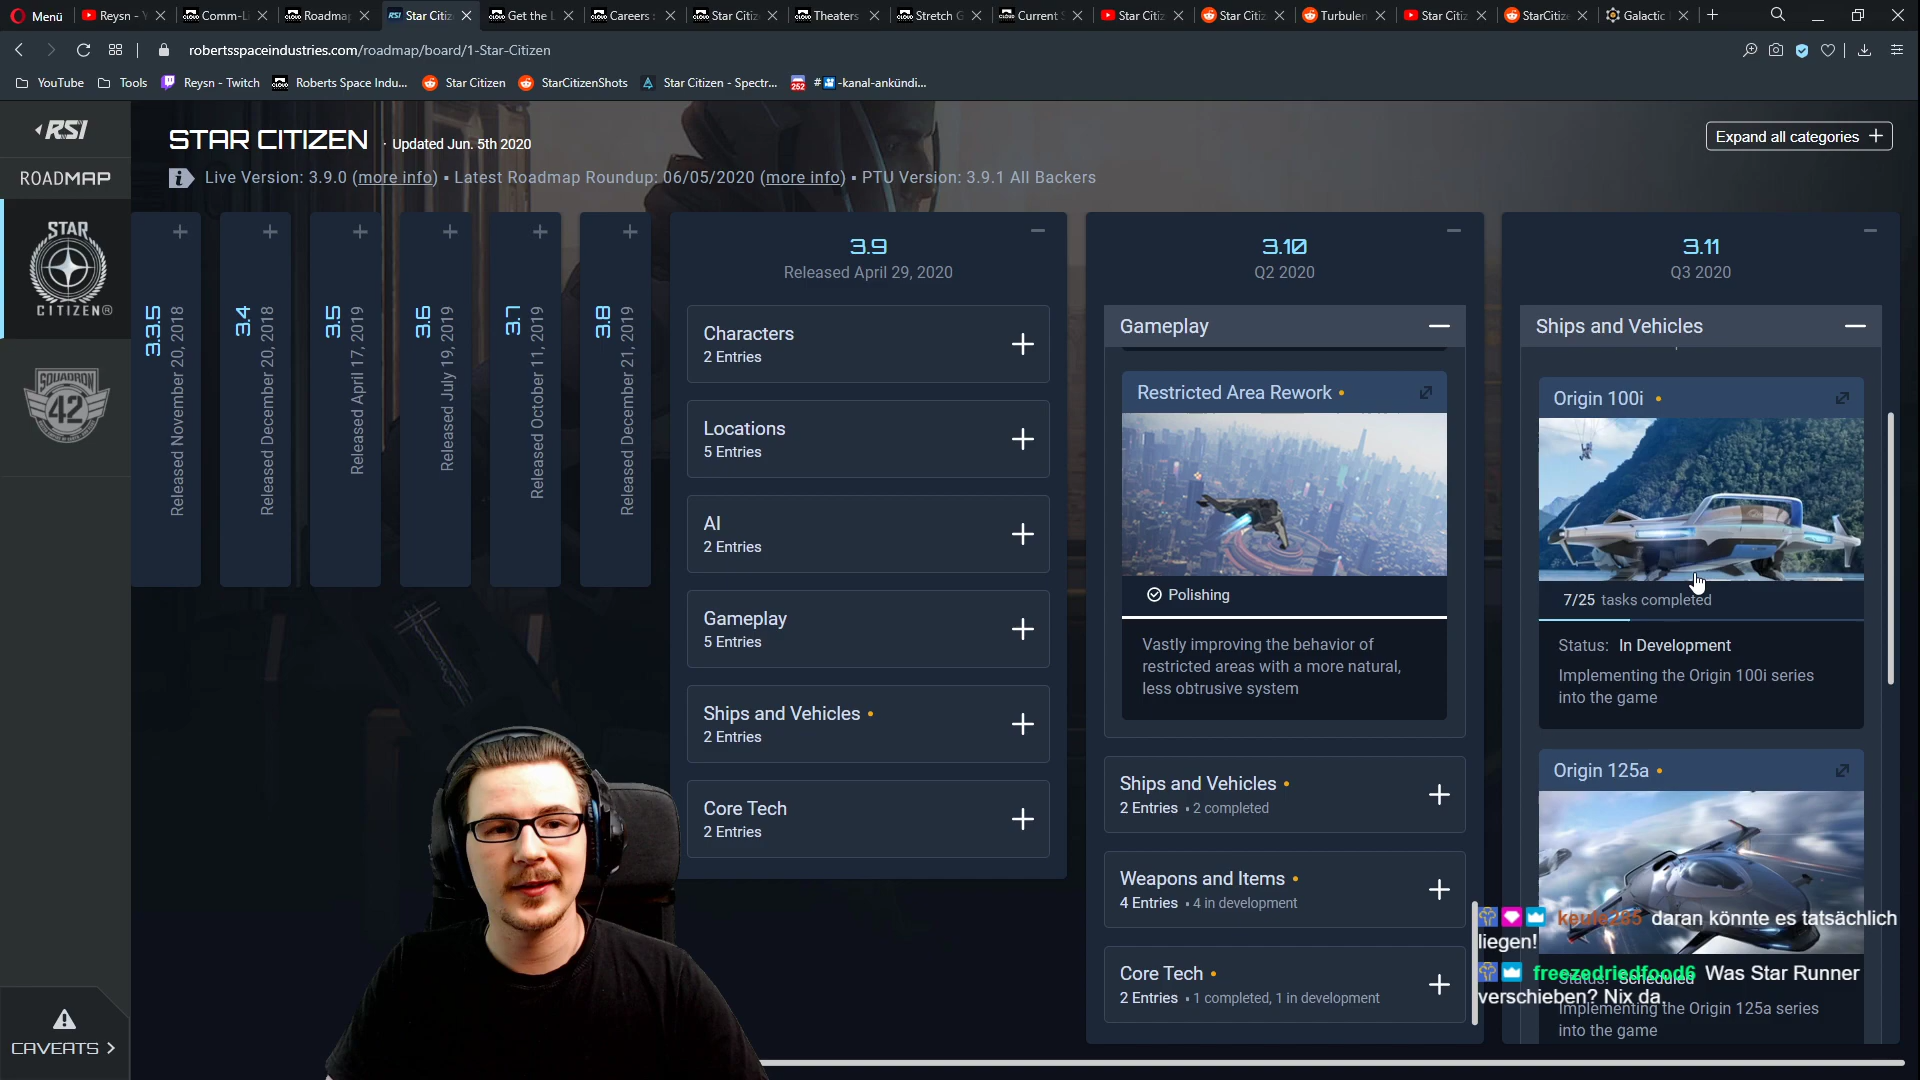 Menü
Reysn -
Comm-Li
Roadma
RSI Star Citiz
Get the L
Careers
Star Citiz
Theaters
Stretch G
Current
Star Citiz
Star Citiz
Turbulen
Star Citiz
StarCitize
Galactic
robertsspaceindustries.com/roadmap/board/1-Star-Citizen
YouTube
Tools
Reysn - Twitch
Roberts Space Indu...
Star Citizen
StarCitizenShots
Star Citizen - Spectr...
252
#
-kanal-ankündi...
RSI
ROADMAP
STAR
CITIZEN®
SQUADRON
42
CAVEATS >
STAR CITIZEN · Updated Jun. 5th 2020
Expand all categories +
Live Version: 3.9.0 (more info) • Latest Roadmap Roundup: 06/05/2020 (more info) • PTU Version: 3.9.1 All Backers
3.3.5
Released November 20, 2018
3.4
Released December 20, 2018
3.5
Released April 17, 2019
3.6
Released July 19, 2019
3.7
Released October 11, 2019
3.8
Released December 21, 2019
3.9
Released April 29, 2020
Characters
2 Entries
Locations
5 Entries
AI
2 Entries
Gameplay
5 Entries
Ships and Vehicles •
2 Entries
Core Tech
2 Entries
3.10
Q2 2020
Gameplay
Restricted Area Rework •
Polishing
Vastly improving the behavior of
restricted areas with a more natural,
less obtrusive system
Ships and Vehicles •
2 Entries • 2 completed
Weapons and Items •
4 Entries • 4 in development
Core Tech •
2 Entries • 1 completed, 1 in development
3.11
Q3 2020
Ships and Vehicles
Origin 100i •
7/25 tasks completed
Status: In Development
Implementing the Origin 100i series
into the game
Origin 125a •
Status: Scheduled
Implementing the Origin 125a series
into the game
daran könnte es tatsächlich
liegen!
freezedriedfood6 Was Star Runner
verschieben? Nix da.